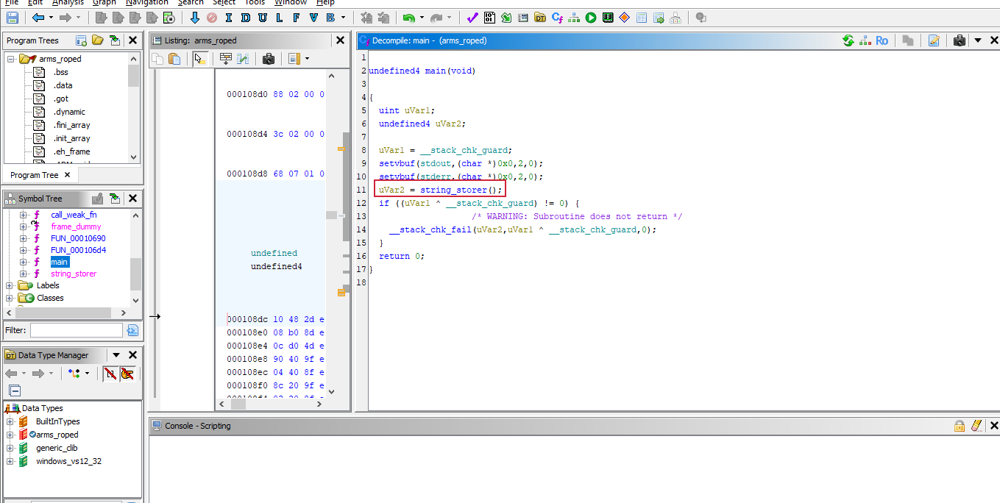 File Edit Analysis Graph Navigation Search Select Tools Window Help
I D U L F V B
Program Trees
arms_roped
.bss
.data
.got
.dynamic
.fini_array
.init_array
.eh_frame
Program Tree
Symbol Tree
call_weak_fn
frame_dummy
FUN_00010690
FUN_000106d4
main
string_storer
Labels
Classes
Filter:
Data Type Manager
Data Types
BuiltInTypes
arms_roped
generic_clib
windows_vs12_32
Listing: arms_roped
000108d0 88 02 00 0
000108d4 3c 02 00 0
000108d8 68 07 01 0
undefined
undefined4
000108dc 10 48 2d e
000108e0 08 b0 8d e
000108e4 0c d0 4d e
000108e8 90 40 9f e
000108ec 04 40 8f e
000108f0 8c 20 9f e
Decompile: main - (arms_roped)
Ro
1
2 undefined4 main(void)
3
4 {
5 uint uVar1;
6 undefined4 uVar2;
7
8 uVar1 = __stack_chk_guard;
9 setvbuf(stdout,(char *)0x0,2,0);
10 setvbuf(stderr,(char *)0x0,2,0);
11 uVar2 = string_storer();
12 if ((uVar1 ^ __stack_chk_guard) != 0) {
13 /* WARNING: Subroutine does not return */
14 __stack_chk_fail(uVar2,uVar1 ^ __stack_chk_guard,0);
15 }
16 return 0;
17 }
18
Console - Scripting